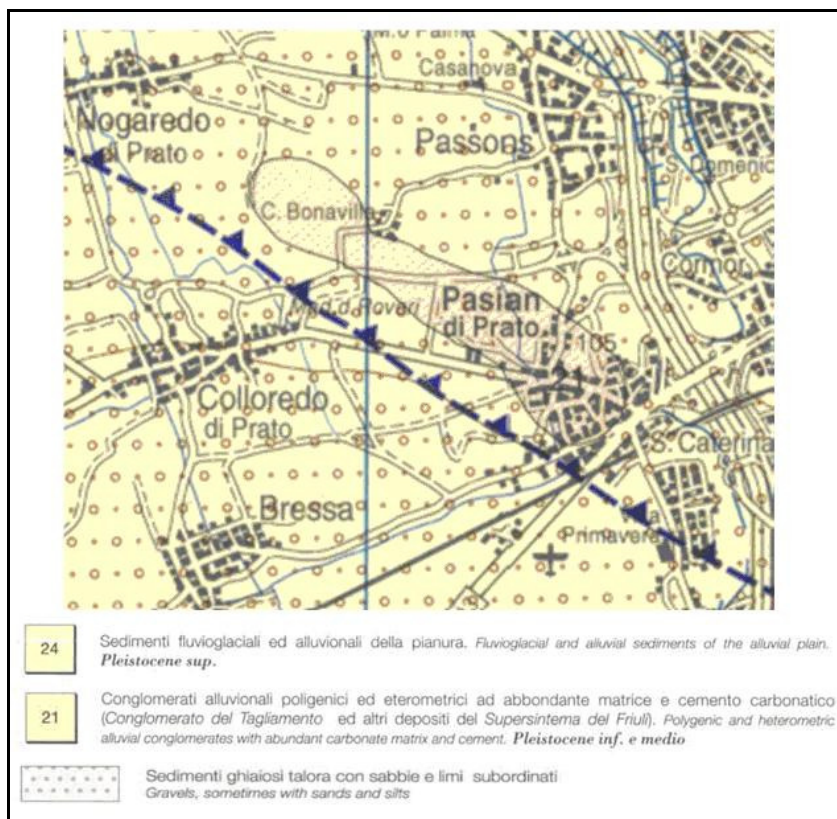 M.o Palma
Casanova
Nogaredo
di Prato
Passons
S. Domenic
C. Bonavilla
Cormor
Pasian
di Prato
105
Mad. d. Roveri
21
Colloredo
di Prato
S. Caterina
Bressa
Primavera
24
Sedimenti fluvioglaciali ed alluvionali della pianura. Fluvioglacial and alluvial sediments of the alluvial plain.
Pleistocene sup.
21
Conglomerati alluvionali poligenici ed eterometrici ad abbondante matrice e cemento carbonatico
(Conglomerato del Tagliamento ed altri depositi del Supersintema del Friuli). Polygenic and heterometric
alluvial conglomerates with abundant carbonate matrix and cement. Pleistocene inf. e medio
Sedimenti ghiaiosi talora con sabbie e limi subordinati
Gravels, sometimes with sands and silts